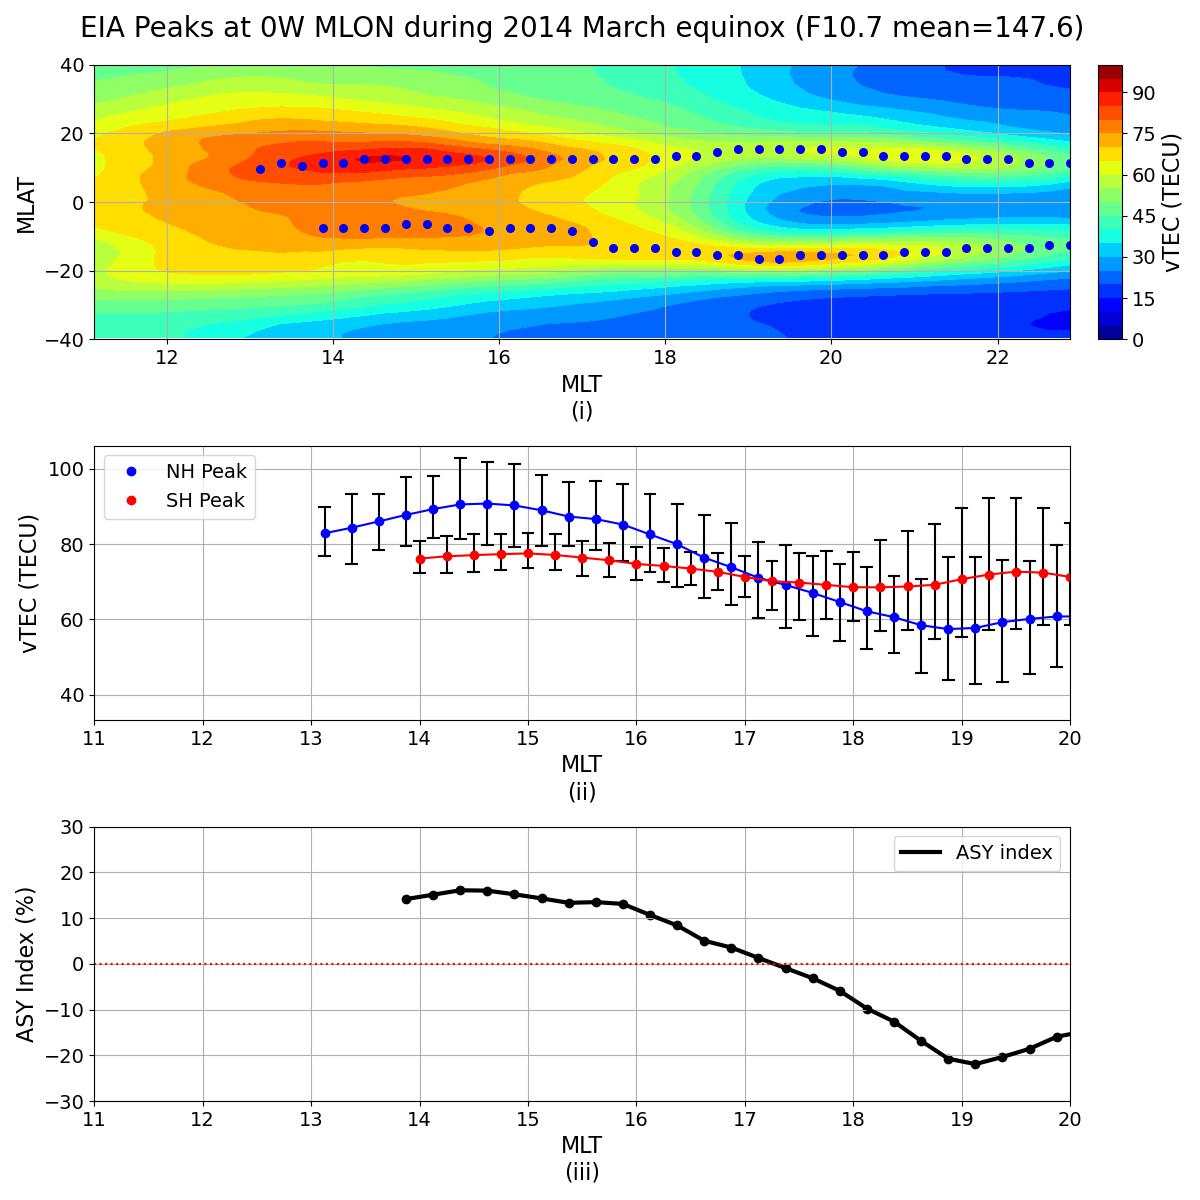 EIA Peaks at 0W MLON during 2014 March equinox (F10.7 mean=147.6)
40
20
0
−20
−40
MLAT
12 14 16 18 20 22
MLT
(i)
90
75
60
45
30
15
0
vTEC (TECU)
NH Peak
SH Peak
100
80
60
40
vTEC (TECU)
11 12 13 14 15 16 17 18 19 20
MLT
(ii)
ASY index
30
20
10
0
−10
−20
−30
ASY Index (%)
11 12 13 14 15 16 17 18 19 20
MLT
(iii)